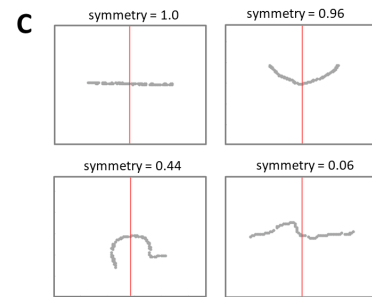 C
symmetry = 1.0
symmetry = 0.96
symmetry = 0.44
symmetry = 0.06